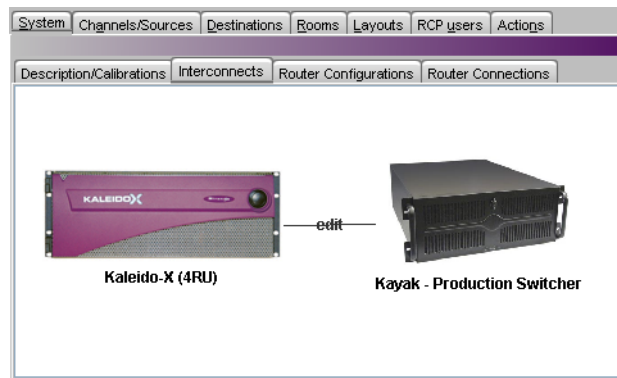 System Channels/Sources Destinations Rooms Layouts RCP users Actions
Description/Calibrations Interconnects Router Configurations Router Connections
KALEIDOX
edit
Kaleido-X (4RU)
Kayak - Production Switcher